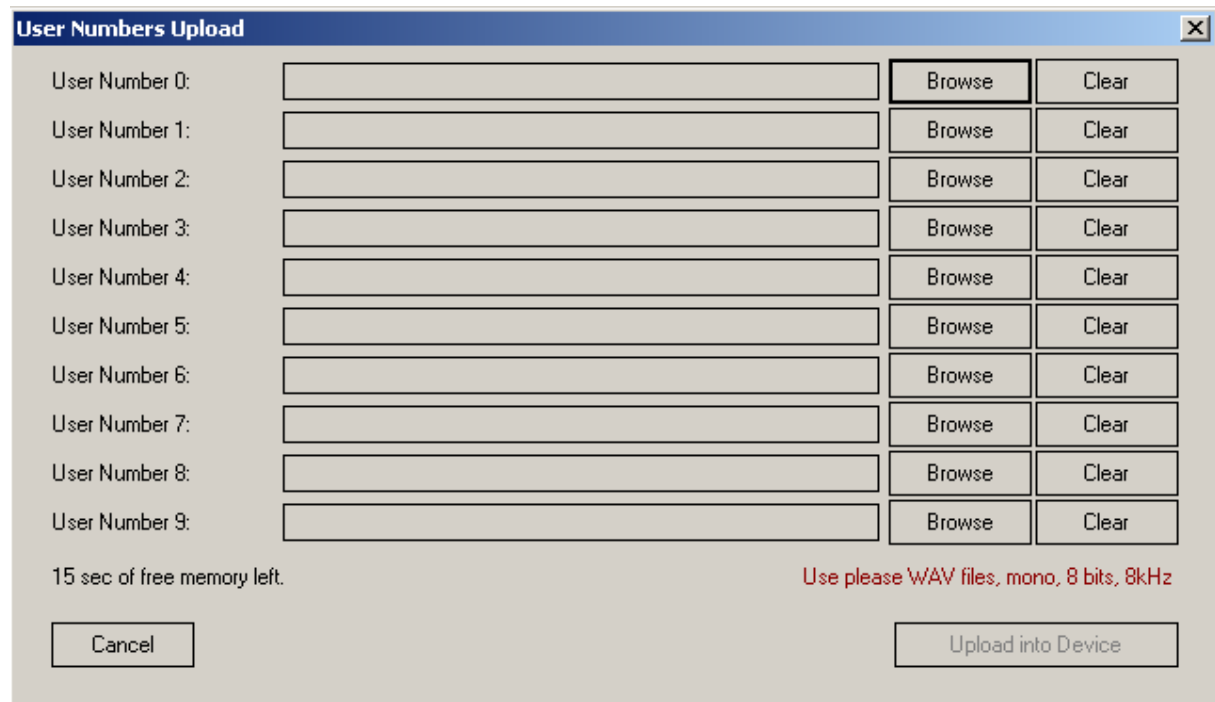 User Numbers Upload
User Number 0: Browse Clear
User Number 1: Browse Clear
User Number 2: Browse Clear
User Number 3: Browse Clear
User Number 4: Browse Clear
User Number 5: Browse Clear
User Number 6: Browse Clear
User Number 7: Browse Clear
User Number 8: Browse Clear
User Number 9: Browse Clear
15 sec of free memory left. Use please WAV files, mono, 8 bits, 8kHz
Cancel Upload into Device